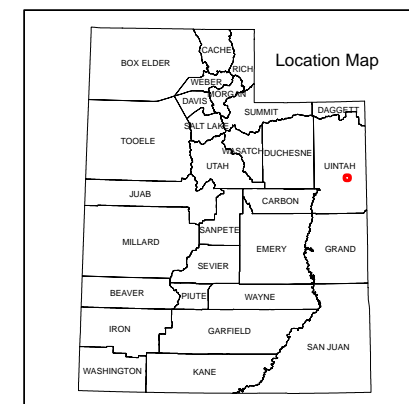 Location Map
BOX ELDER
CACHE
RICH
WEBER
MORGAN
DAVIS
SUMMIT
DAGGETT
SALT LAKE
TOOELE
WASATCH
DUCHESNE
UINTAH
UTAH
JUAB
CARBON
SANPETE
MILLARD
EMERY
GRAND
SEVIER
BEAVER
PIUTE
WAYNE
IRON
GARFIELD
SAN JUAN
WASHINGTON
KANE